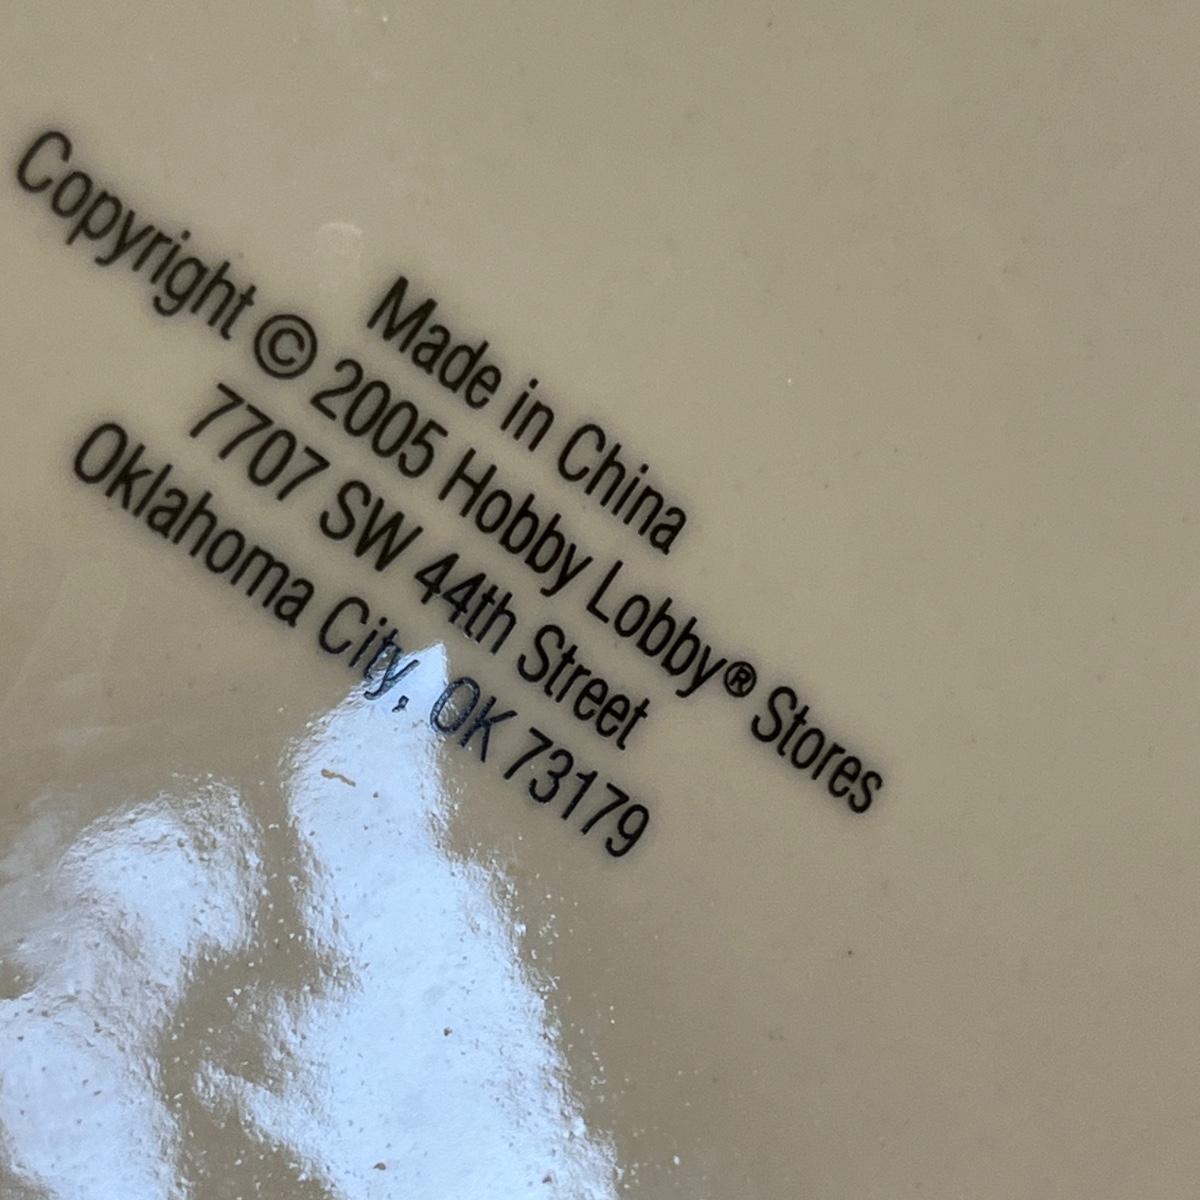 Made in China
Copyright © 2005 Hobby Lobby® Stores
7707 SW 44th Street
Oklahoma City, OK 73179